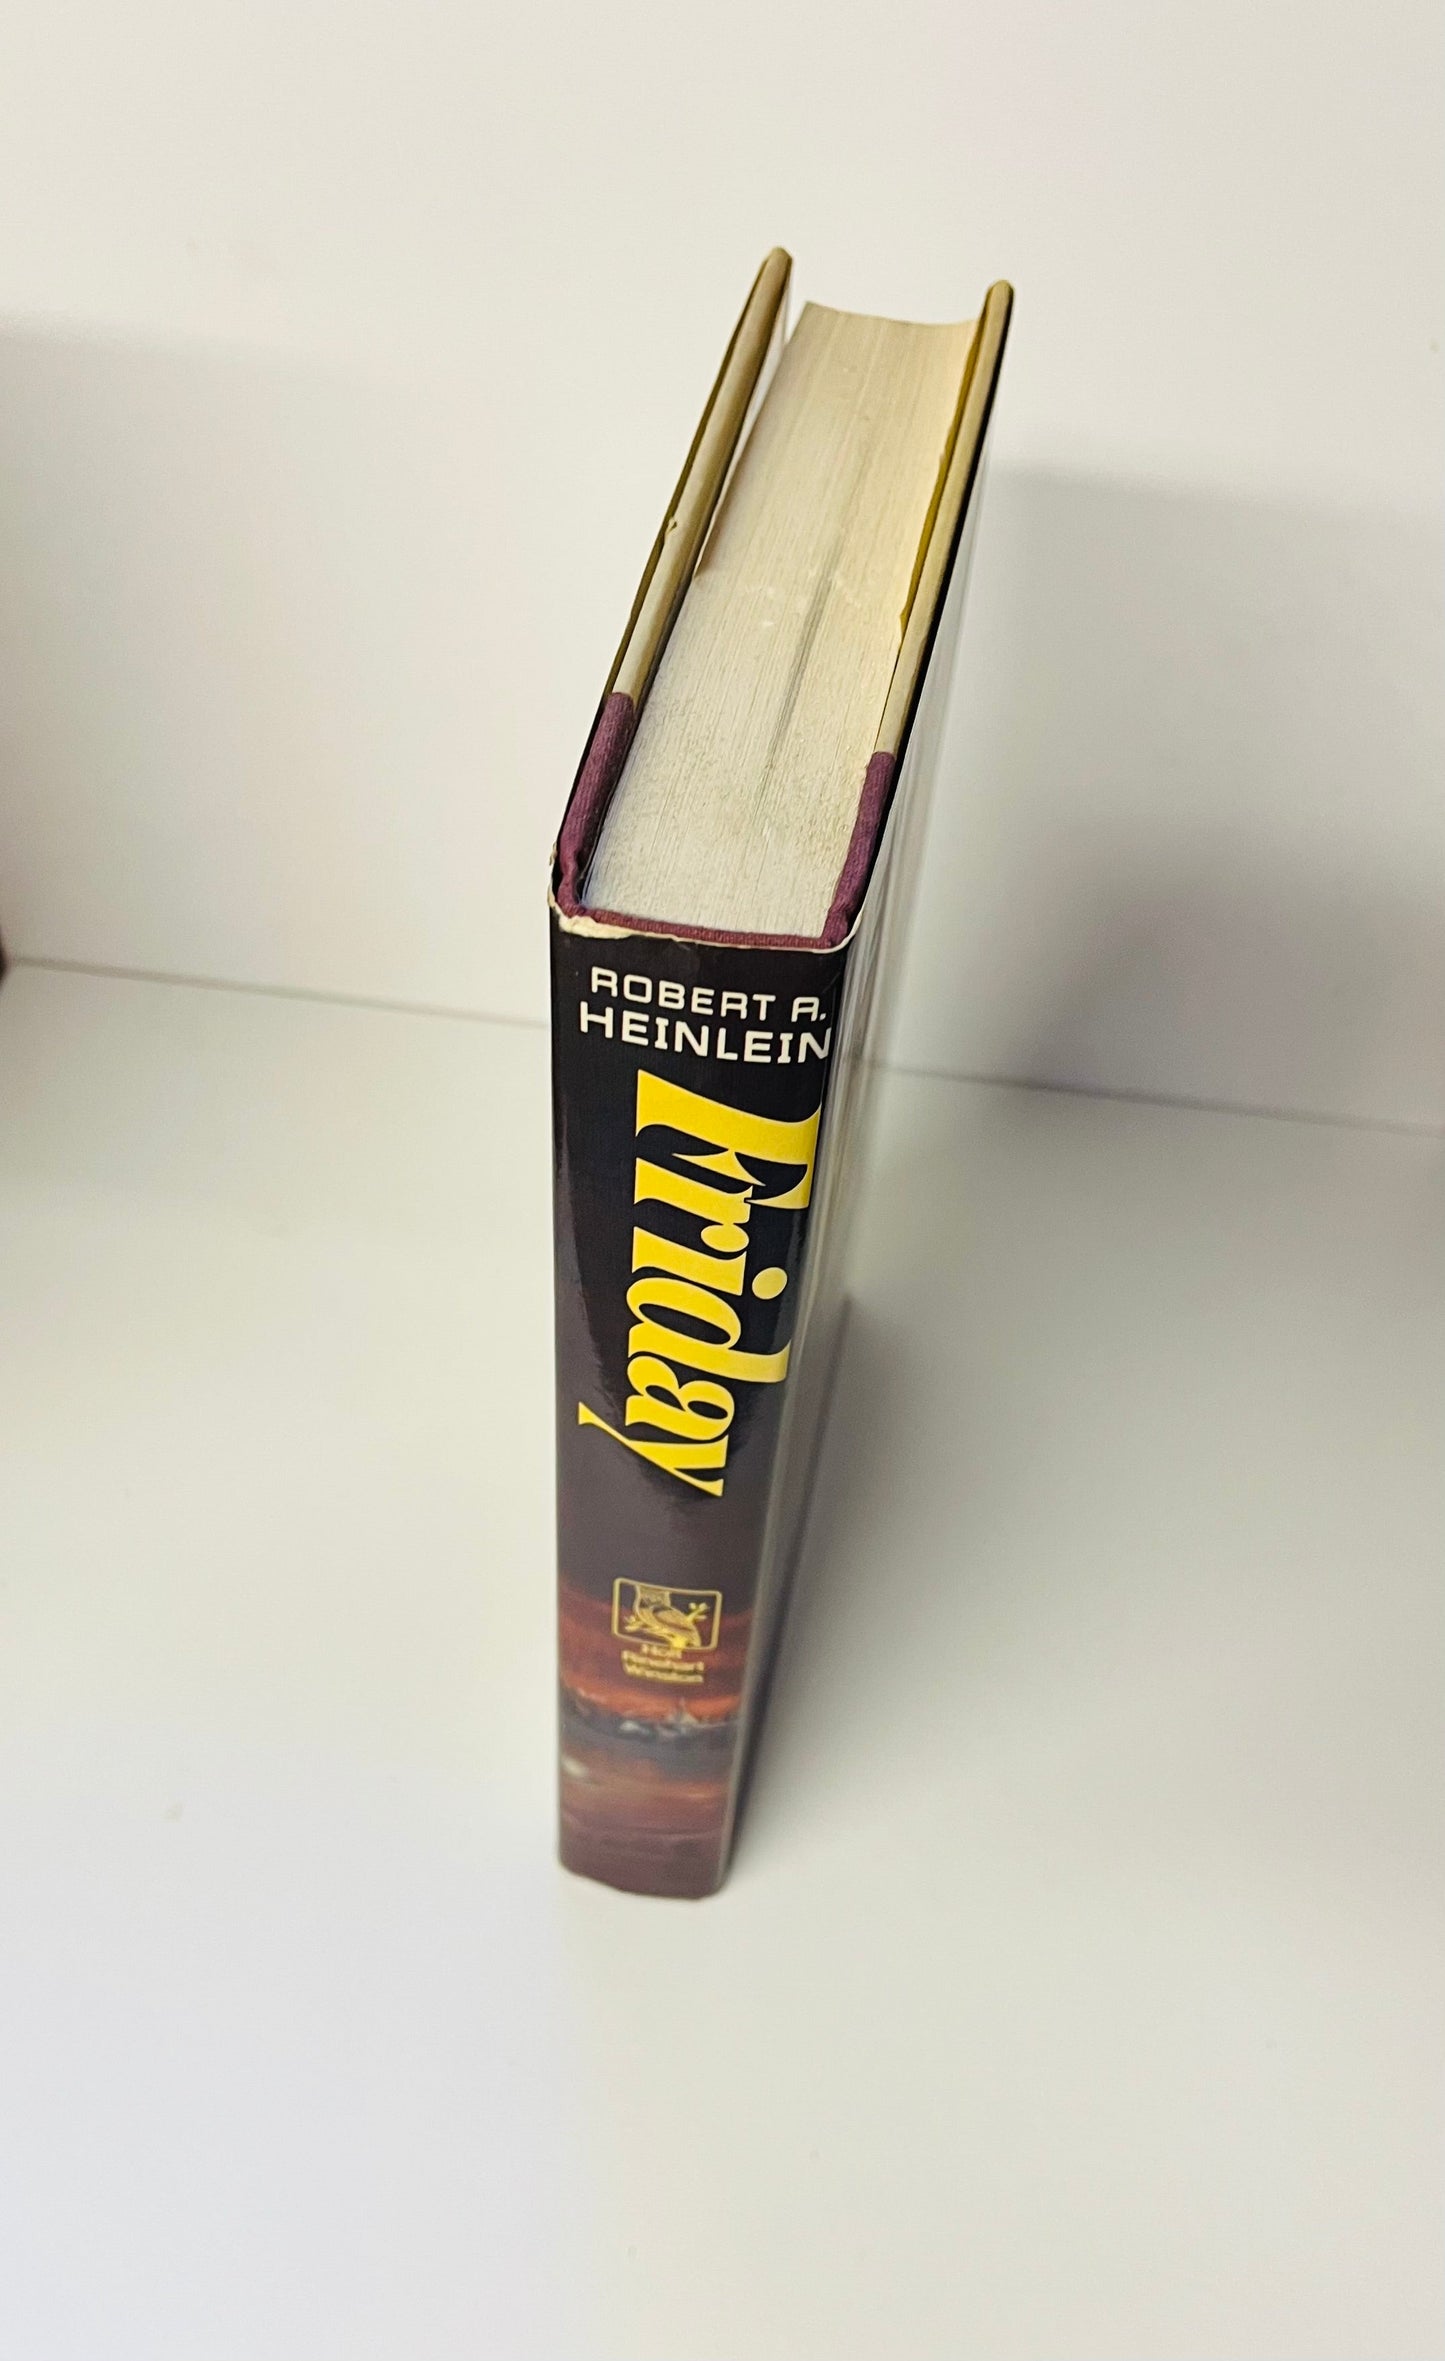 ROBERT A.
HEINLEIN
Friday
Holt
Rinehart
Winston